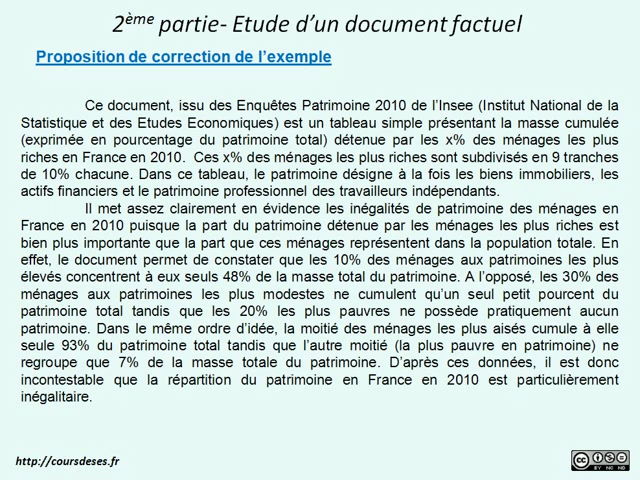 2ème partie- Etude d'un document factuel
Proposition de correction de l'exemple
Ce document, issu des Enquêtes Patrimoine 2010 de l'Insee (Institut National de la
Statistique et des Etudes Economiques) est un tableau simple présentant la masse cumulée
(exprimée en pourcentage du patrimoine total) détenue par les x% des ménages les plus
riches en France en 2010. Ces x% des ménages les plus riches sont subdivisés en 9 tranches
de 10% chacune. Dans ce tableau, le patrimoine désigne à la fois les biens immobiliers, les
actifs financiers et le patrimoine professionnel des travailleurs indépendants.
Il met assez clairement en évidence les inégalités de patrimoine des ménages en
France en 2010 puisque la part du patrimoine détenue par les ménages les plus riches est
bien plus importante que la part que ces ménages représentent dans la population totale. En
effet, le document permet de constater que les 10% des ménages aux patrimoines les plus
élevés concentrent à eux seuls 48% de la masse total du patrimoine. A l'opposé, les 30% des
ménages aux patrimoines les plus modestes ne cumulent qu'un seul petit pourcent du
patrimoine total tandis que les 20% les plus pauvres ne possède pratiquement aucun
patrimoine. Dans le même ordre d'idée, la moitié des ménages les plus aisés cumule à elle
seule 93% du patrimoine total tandis que l'autre moitié (la plus pauvre en patrimoine) ne
regroupe que 7% de la masse totale du patrimoine. D'après ces données, il est donc
incontestable que la répartition du patrimoine en France en 2010 est particulièrement
inégalitaire.
http://coursdeses.fr
cc
BY NC ND